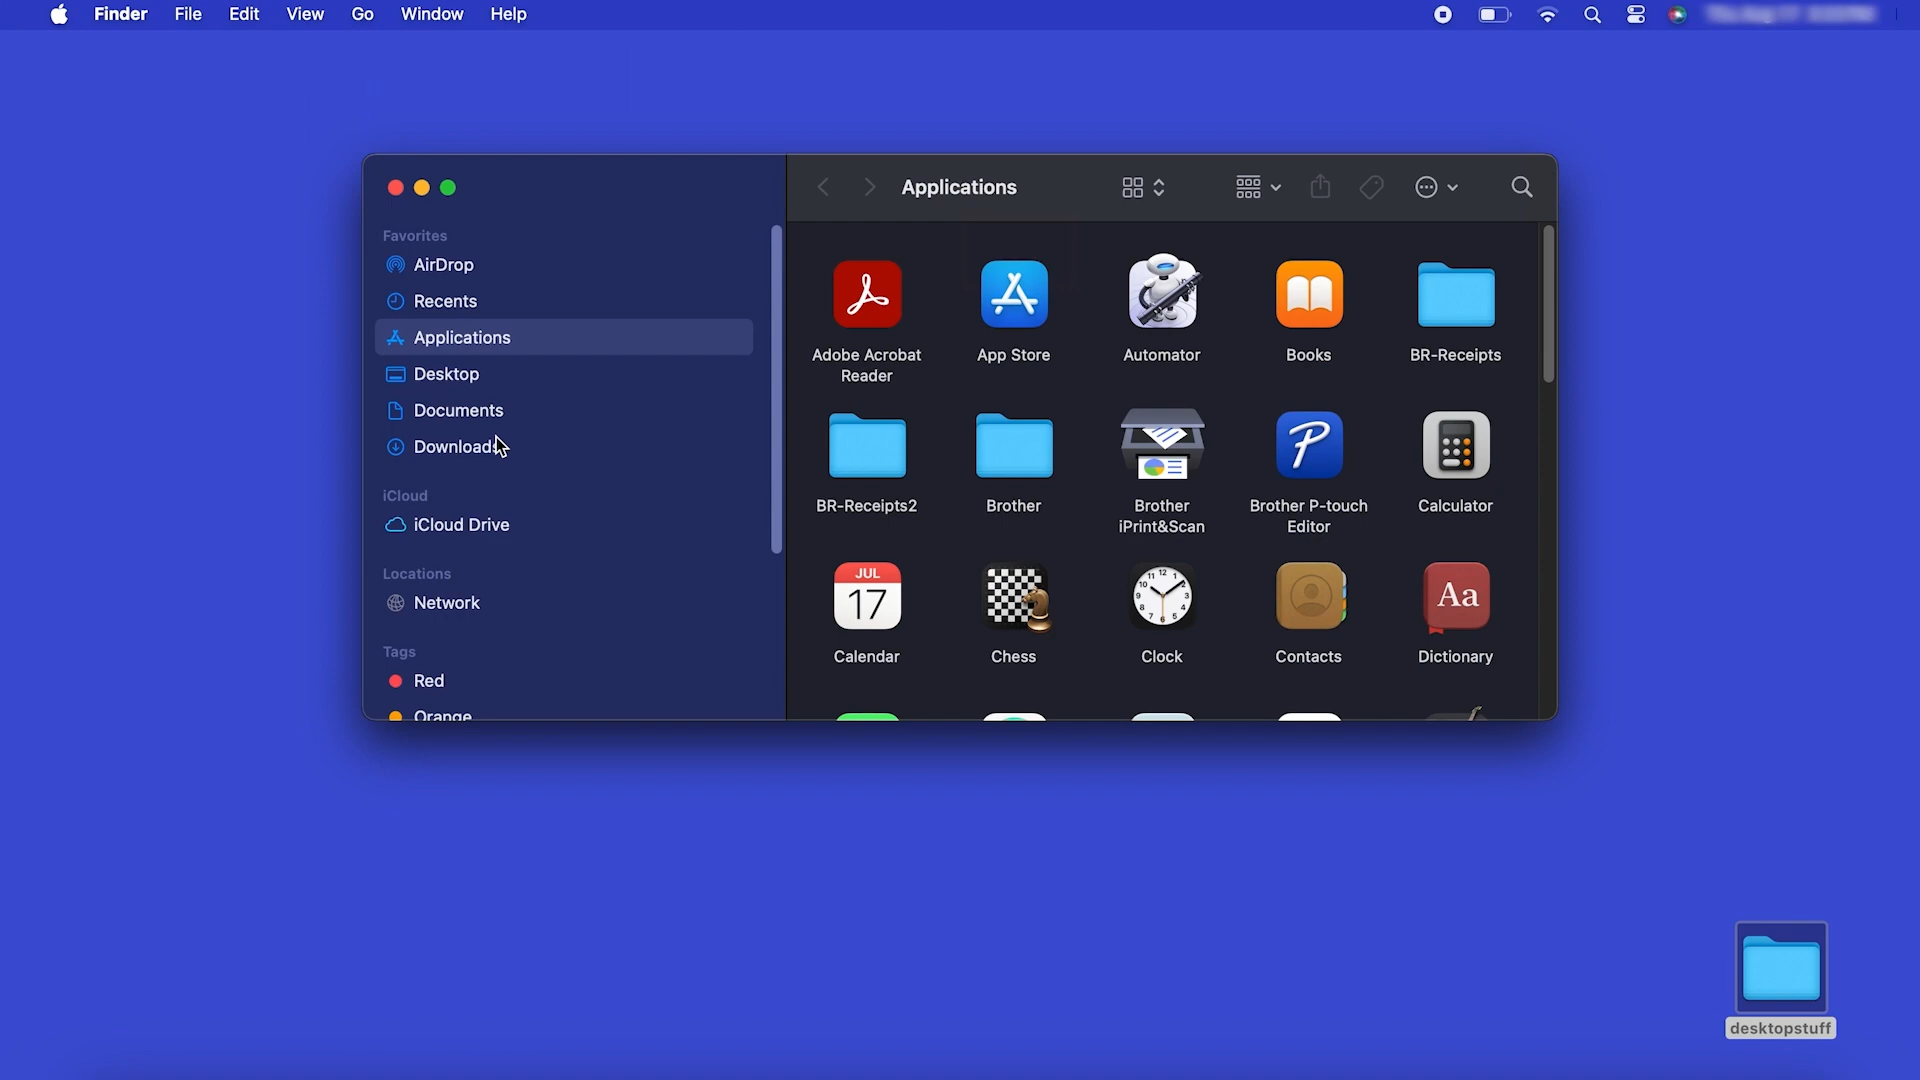 Finder File Edit View Go Window Help
Applications
Favorites
AirDrop
Recents
Applications
Desktop
Documents
Downloads
iCloud
iCloud Drive
Locations
Network
Tags
Red
Orange
Adobe Acrobat
Reader
App Store
Automator
Books
BR-Receipts
BR-Receipts2
Brother
Brother
iPrint&Scan
Brother P-touch
Editor
Calculator
JUL
17
Calendar
Chess
Clock
Contacts
Aa
Dictionary
desktopstuff